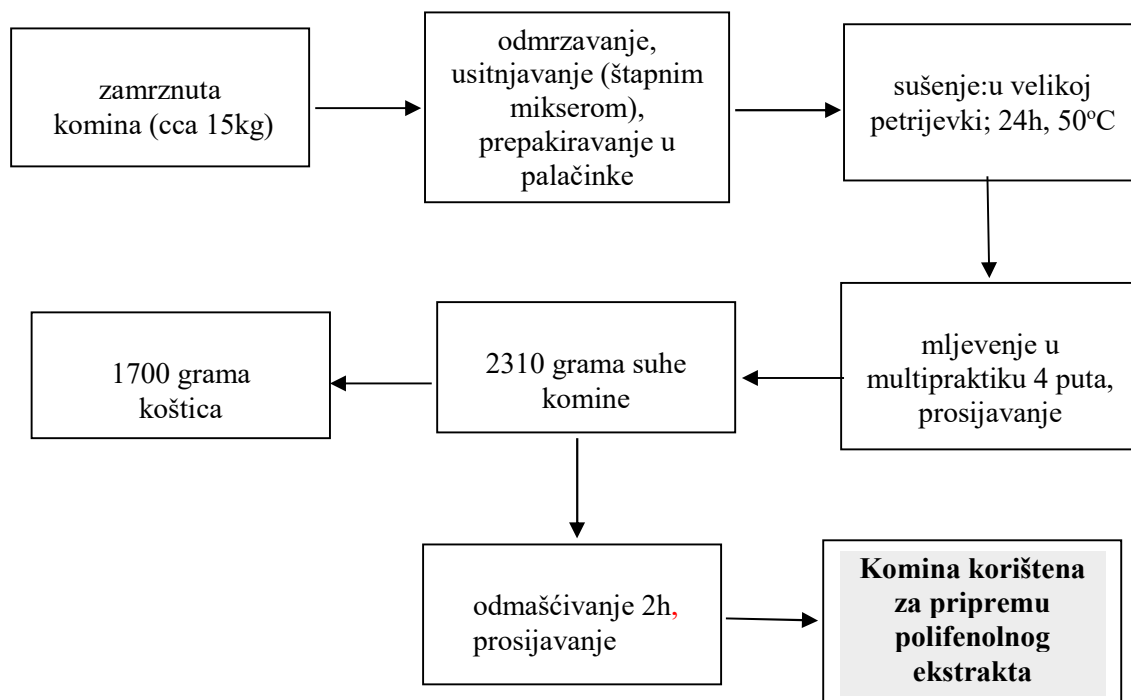 zamrznuta
komina (cca 15kg)
odmrzavanje,
usitnjavanje (štapnim
mikserom),
prepakiravanje u
palačinke
sušenje:u velikoj
petrijevki; 24h, 50ºC
mljevenje u
multipraktiku 4 puta,
prosijavanje
2310 grama suhe
komine
1700 grama
koštica
odmašćivanje 2h,
prosijavanje
Komina korištena
za pripremu
polifenolnog
ekstrakta